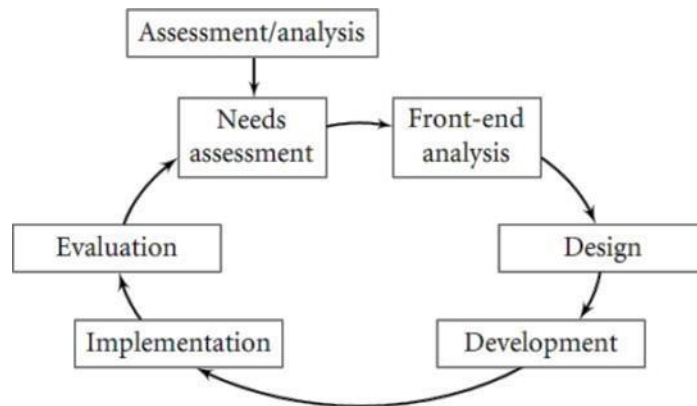 Assessment/analysis
Needs
assessment
Front-end
analysis
Evaluation
Design
Implementation
Development